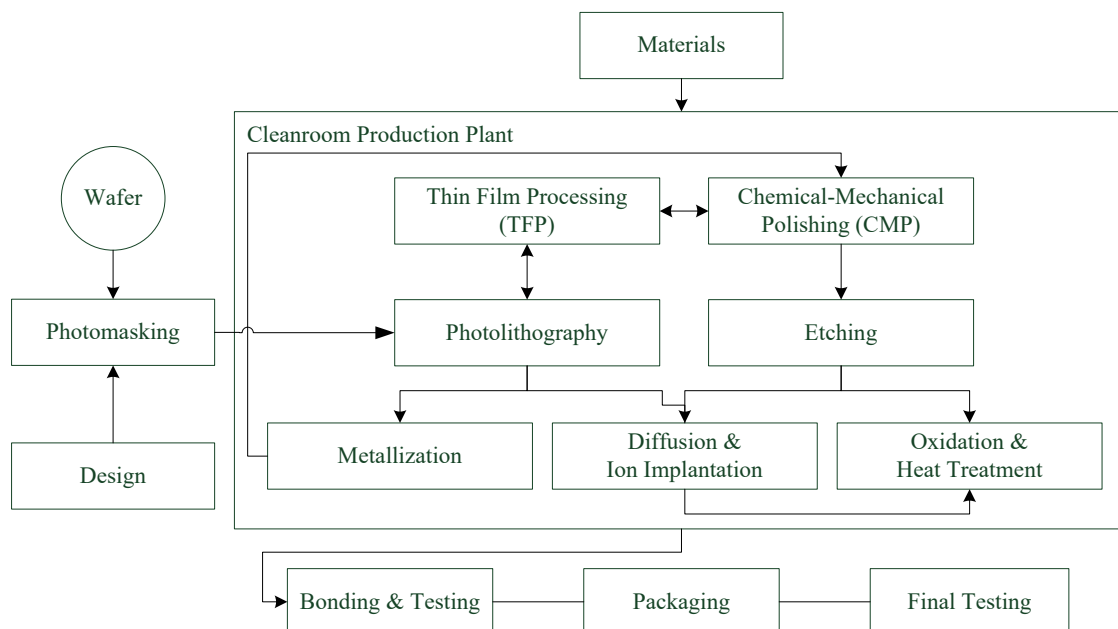 Materials
Cleanroom Production Plant
Wafer
Thin Film Processing
(TFP)
Chemical-Mechanical
Polishing (CMP)
Photomasking
Photolithography
Etching
Design
Metallization
Diffusion &
Ion Implantation
Oxidation &
Heat Treatment
Bonding & Testing
Packaging
Final Testing